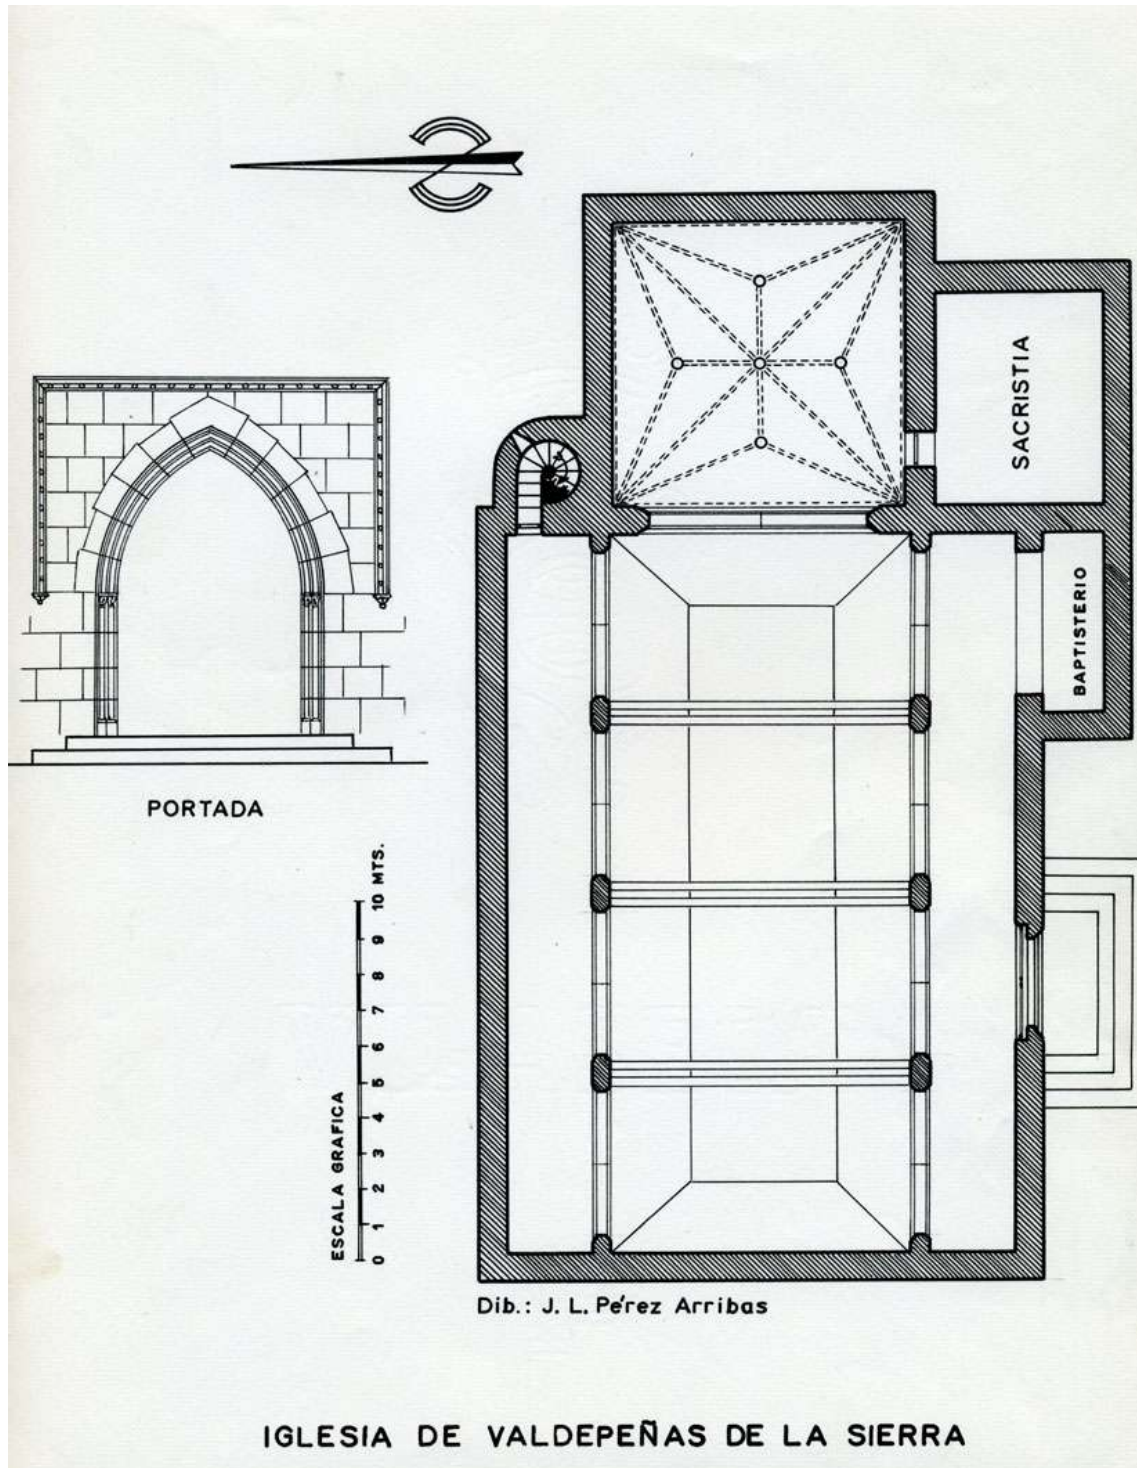 SACRISTIA
BAPTISTERIO
PORTADA
ESCALA GRAFICA
0 1 2 3 4 5 6 7 8 9 10 MTS.
Dib.: J. L. Pérez Arribas
IGLESIA DE VALDEPEÑAS DE LA SIERRA